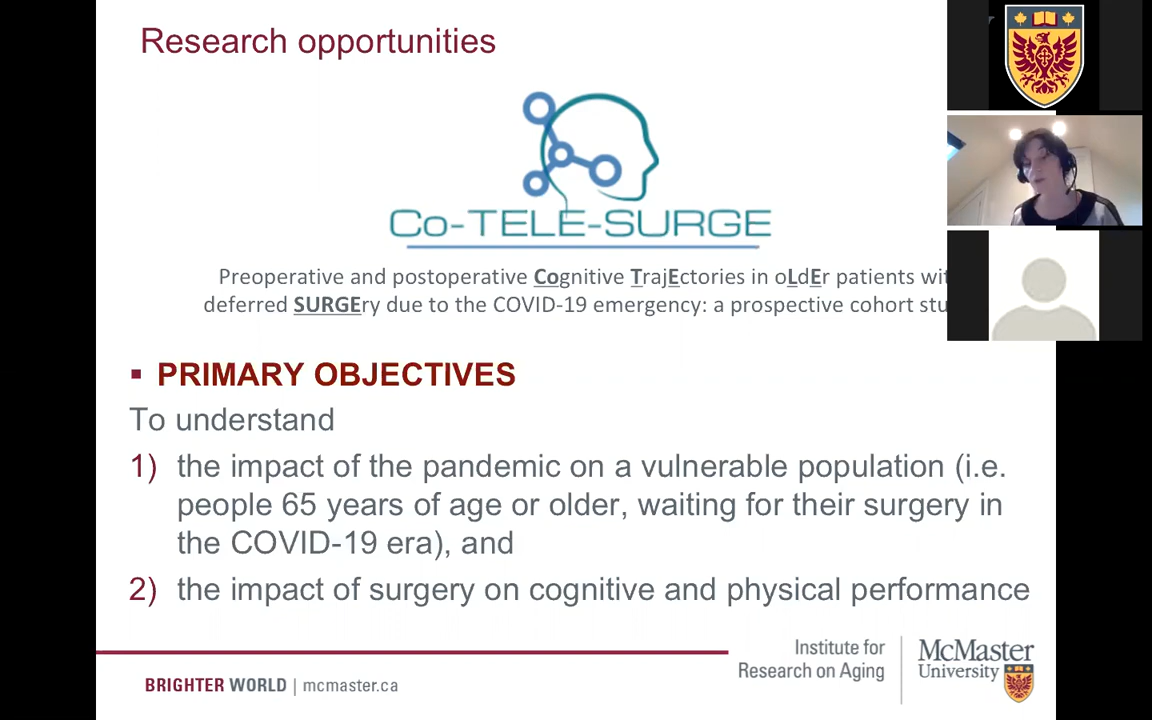 Research opportunities
Co-TELE-SURGE
Preoperative and postoperative Cognitive TrajEctories in oLdEr patients
deferred SURGEry due to the COVID-19 emergency: a prospective cohort
▪ PRIMARY OBJECTIVES
To understand
1) the impact of the pandemic on a vulnerable population (i.e.
people 65 years of age or older, waiting for their surgery in
the COVID-19 era), and
2) the impact of surgery on cognitive and physical performance
Institute for
Research on Aging
McMaster
University
BRIGHTER WORLD | mcmaster.ca